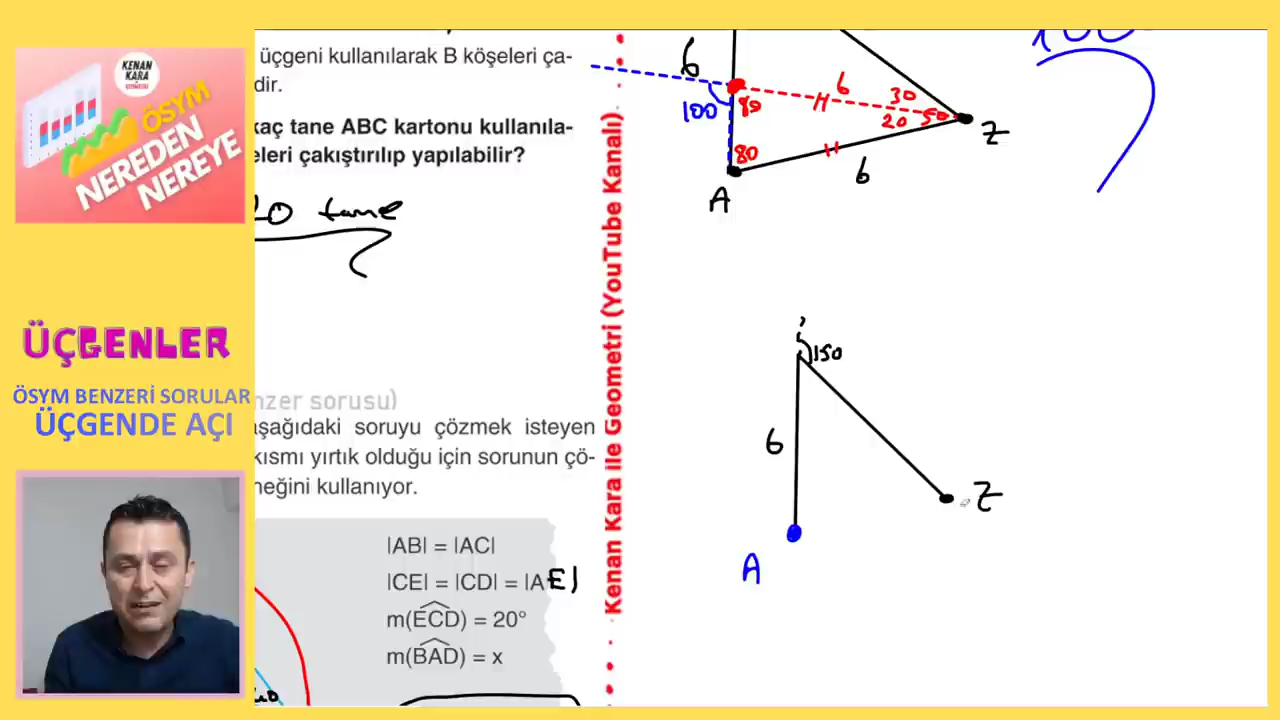 KENAN
KARA
ÖSYM
NEREDEN
NEREYE
ÜÇGENLER
ÖSYM BENZERİ SORULAR
ÜÇGENDE AÇI
üçgeni kullanılarak B köşeleri ça-
dir.
kaç tane ABC kartonu kullanıla-
eleri çakıştırılıp yapılabilir?
20 tane
nzer sorusu)
aşağıdaki soruyu çözmek isteyen
kısmı yırtık olduğu için sorunun çö-
neğini kullanıyor.
|AB| = |AC|
|CE| = |CD| = |AE|
m(ECD) = 20°
m(BAD) = x
40
Kenan Kara ile Geometri (YouTube Kanalı)
6
100
80
6
30
20
50
Z
80
6
A
150
6
Z
A